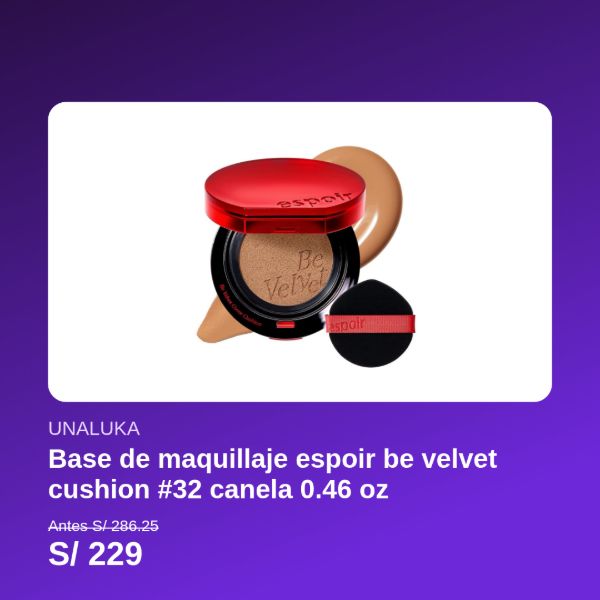 espoir
Be
Velvet
espoir
UNALUKA
Base de maquillaje espoir be velvet
cushion #32 canela 0.46 oz
Antes S/ 286.25
S/ 229